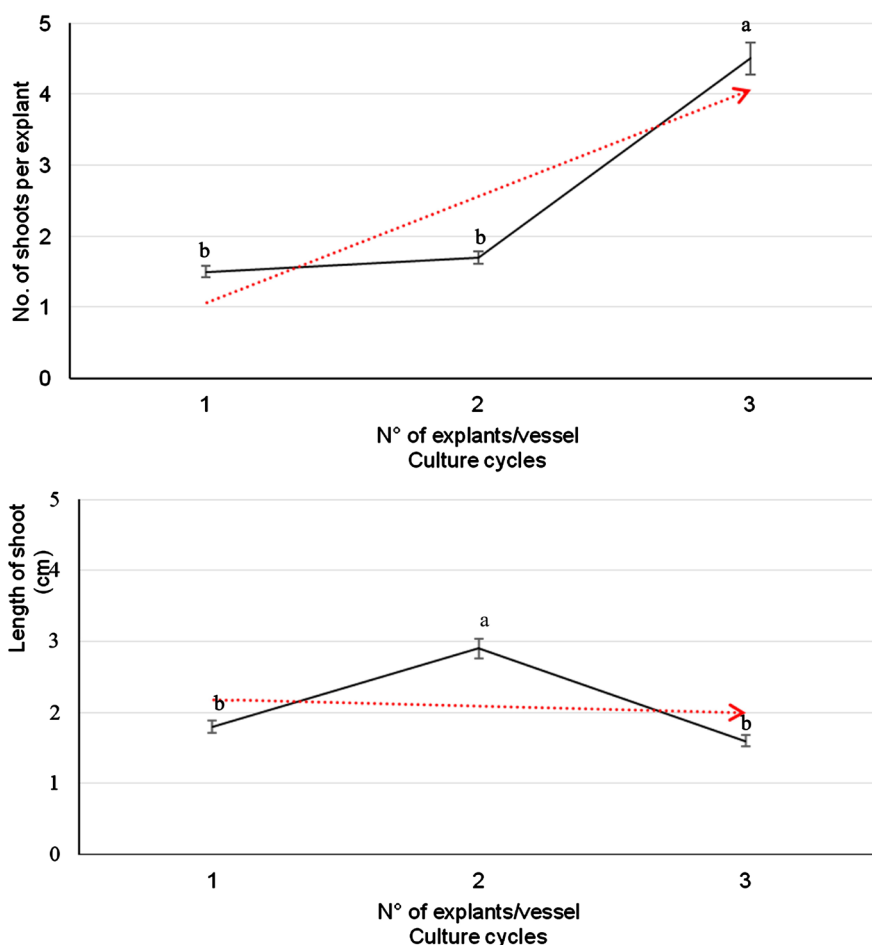 No. of shoots per explant
5
4
3
2
1
0
b
b
a
1 2 3
N° of explants/vessel
Culture cycles
Length of shoot
(cm)
5
4
3
2
1
0
b
a
b
1 2 3
N° of explants/vessel
Culture cycles